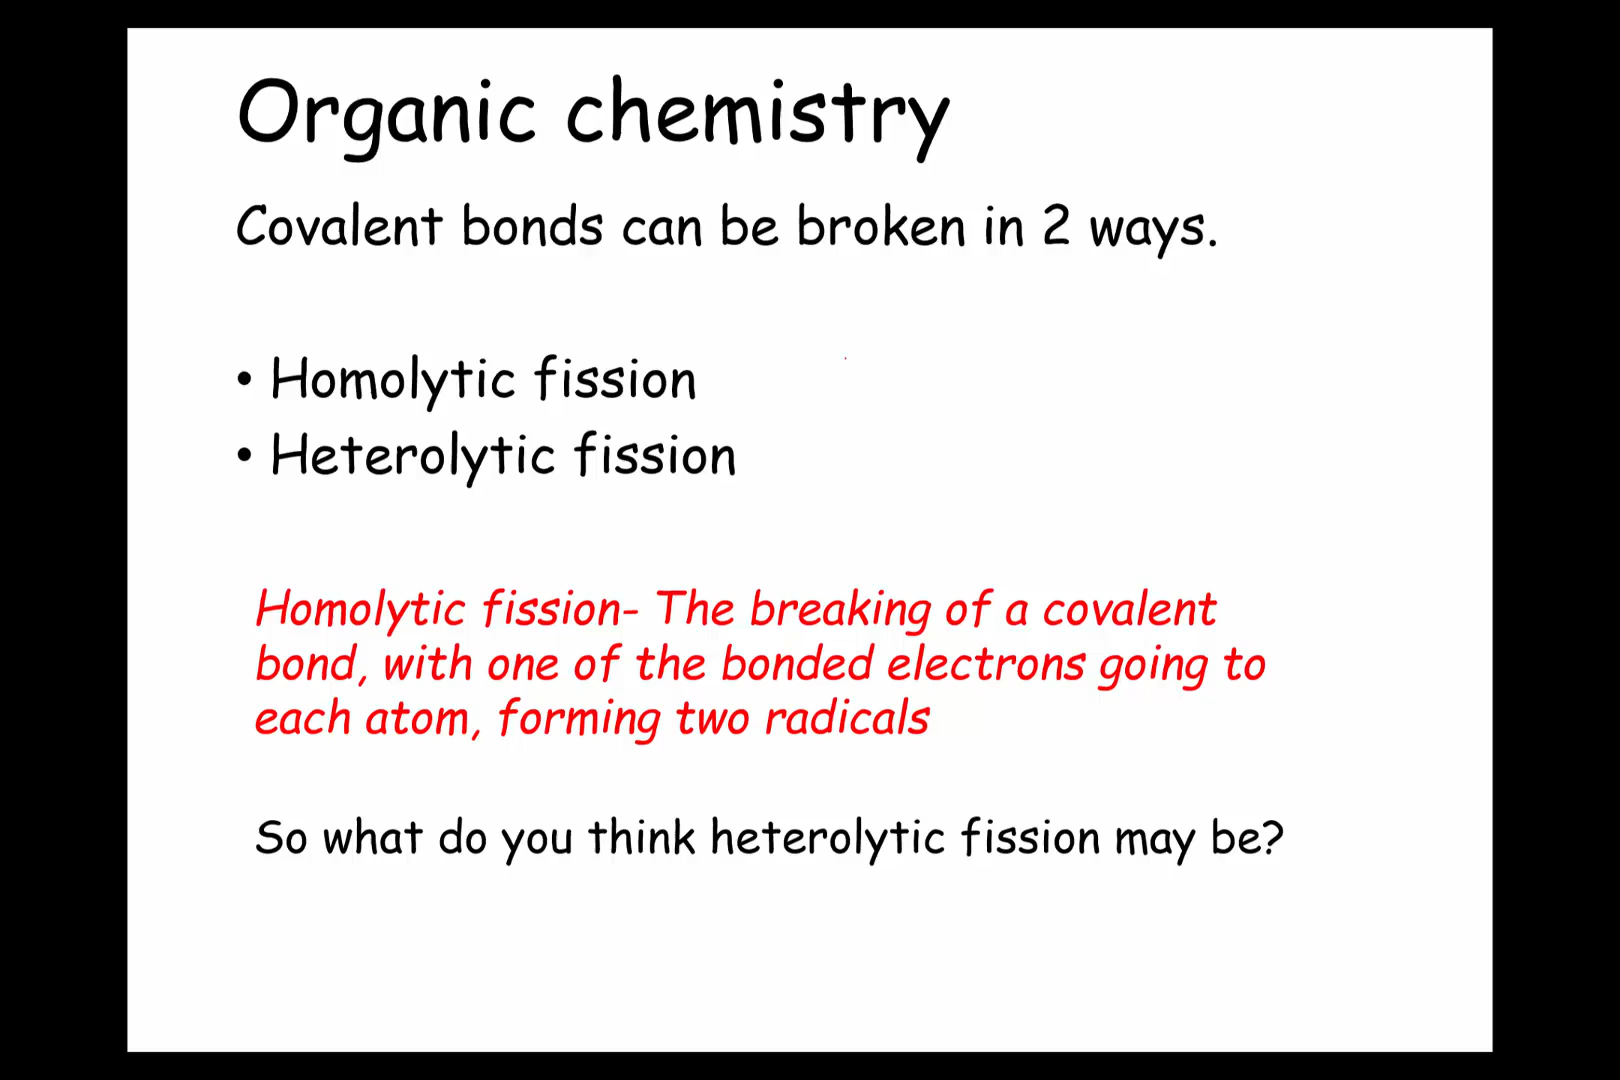 Organic chemistry
Covalent bonds can be broken in 2 ways.
• Homolytic fission
• Heterolytic fission
Homolytic fission- The breaking of a covalent
bond, with one of the bonded electrons going to
each atom, forming two radicals
So what do you think heterolytic fission may be?